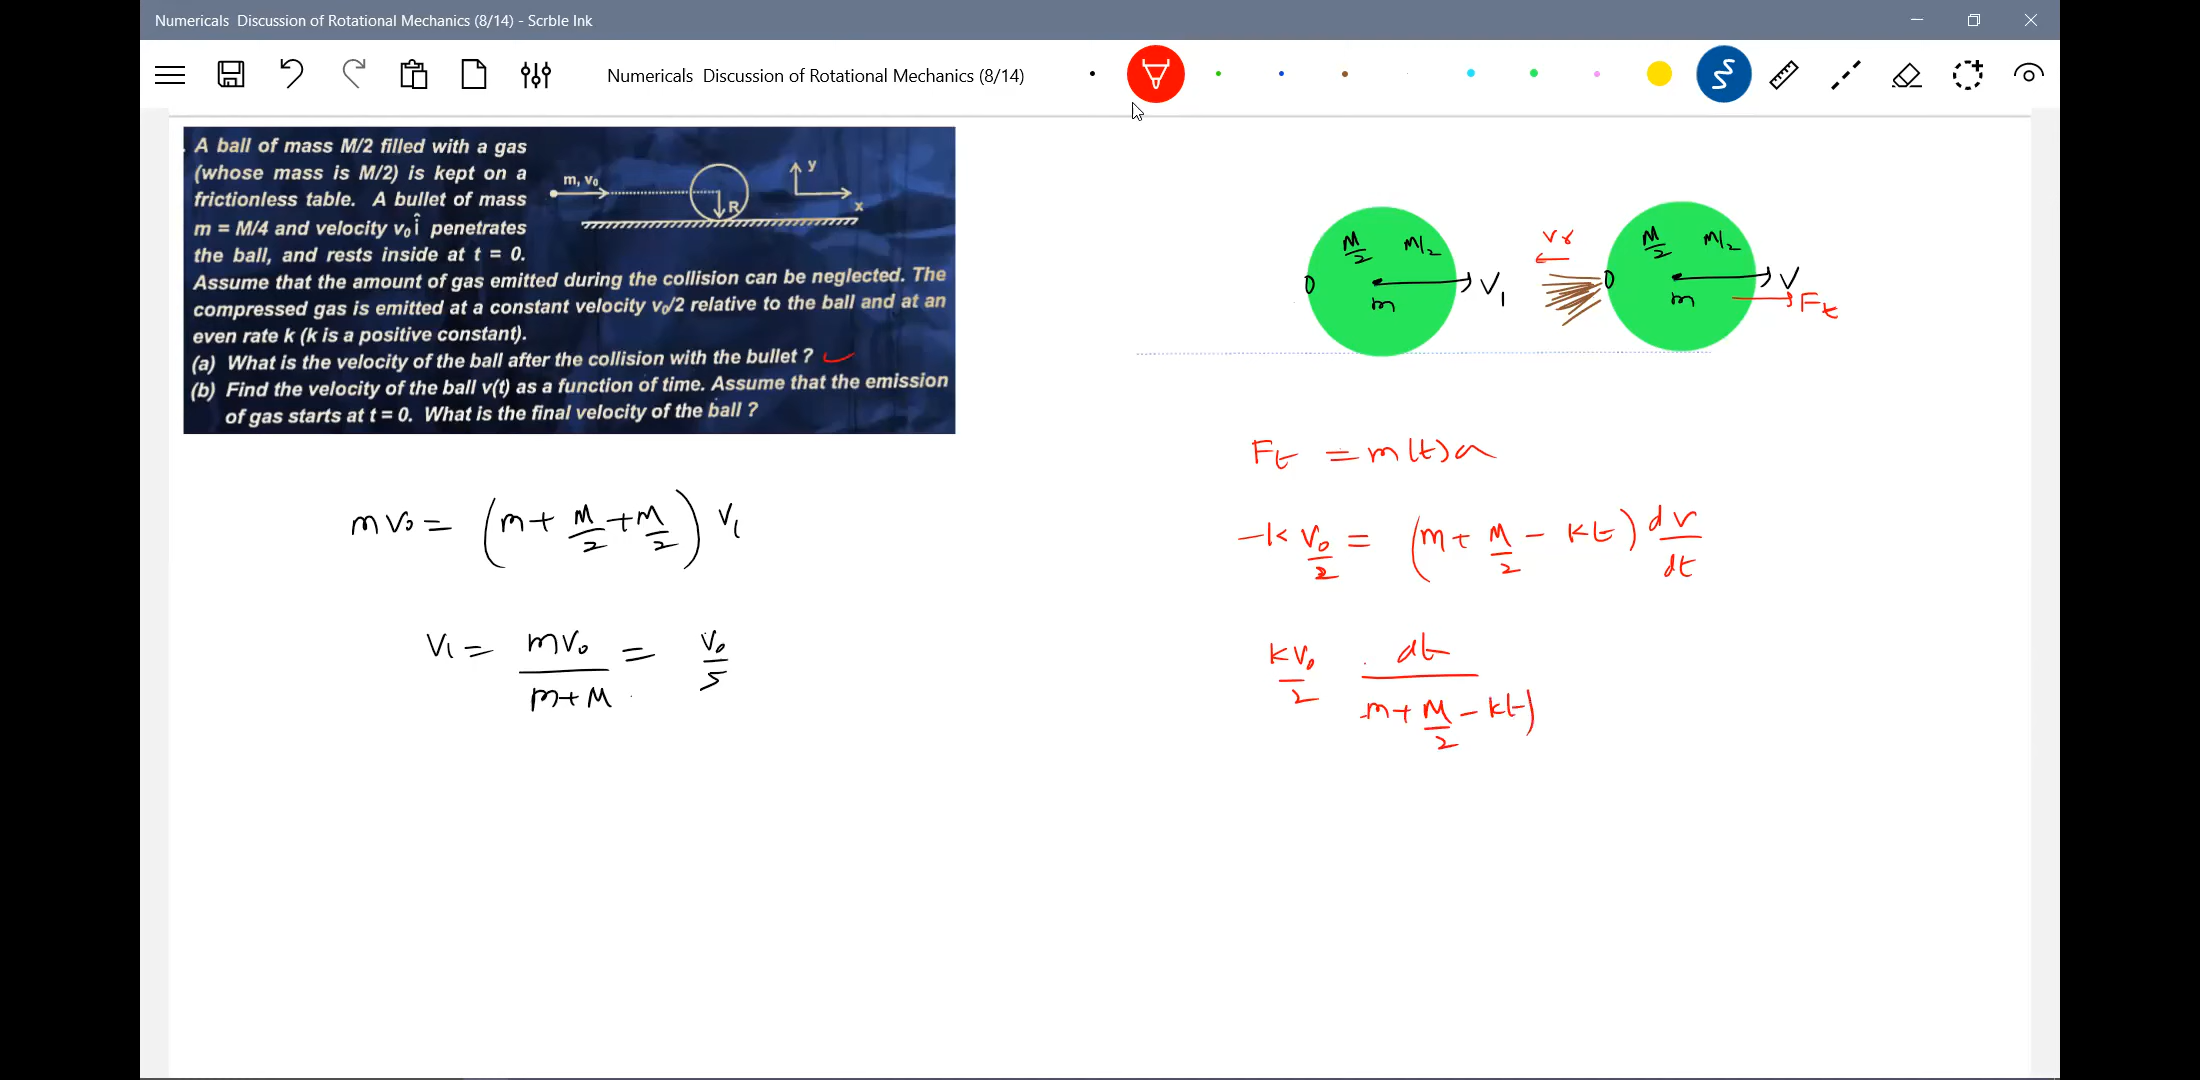 Numericals Discussion of Rotational Mechanics (8/14) - Scrble Ink
Numericals Discussion of Rotational Mechanics (8/14)
A ball of mass M/2 filled with a gas
(whose mass is M/2) is kept on a
frictionless table. A bullet of mass
m = M/4 and velocity v₀î penetrates
the ball, and rests inside at t = 0.
Assume that the amount of gas emitted during the collision can be neglected. The
compressed gas is emitted at a constant velocity v₀/2 relative to the ball and at an
even rate k (k is a positive constant).
(a) What is the velocity of the ball after the collision with the bullet ?
(b) Find the velocity of the ball v(t) as a function of time. Assume that the emission
of gas starts at t = 0. What is the final velocity of the ball ?
m, v₀
R
y
x
mv₀ = (m + M/2 + M/2) v₁
v₁ = mv₀/(m+M) = v₀/5
M/2 M/2
0 m v₁
vr
M/2 M/2
0 m v
Ft
Ft = m(t)a
-k v₀/2 = (m + M/2 - kt) dv/dt
kv₀/2 dt/(m + M/2 - kt)